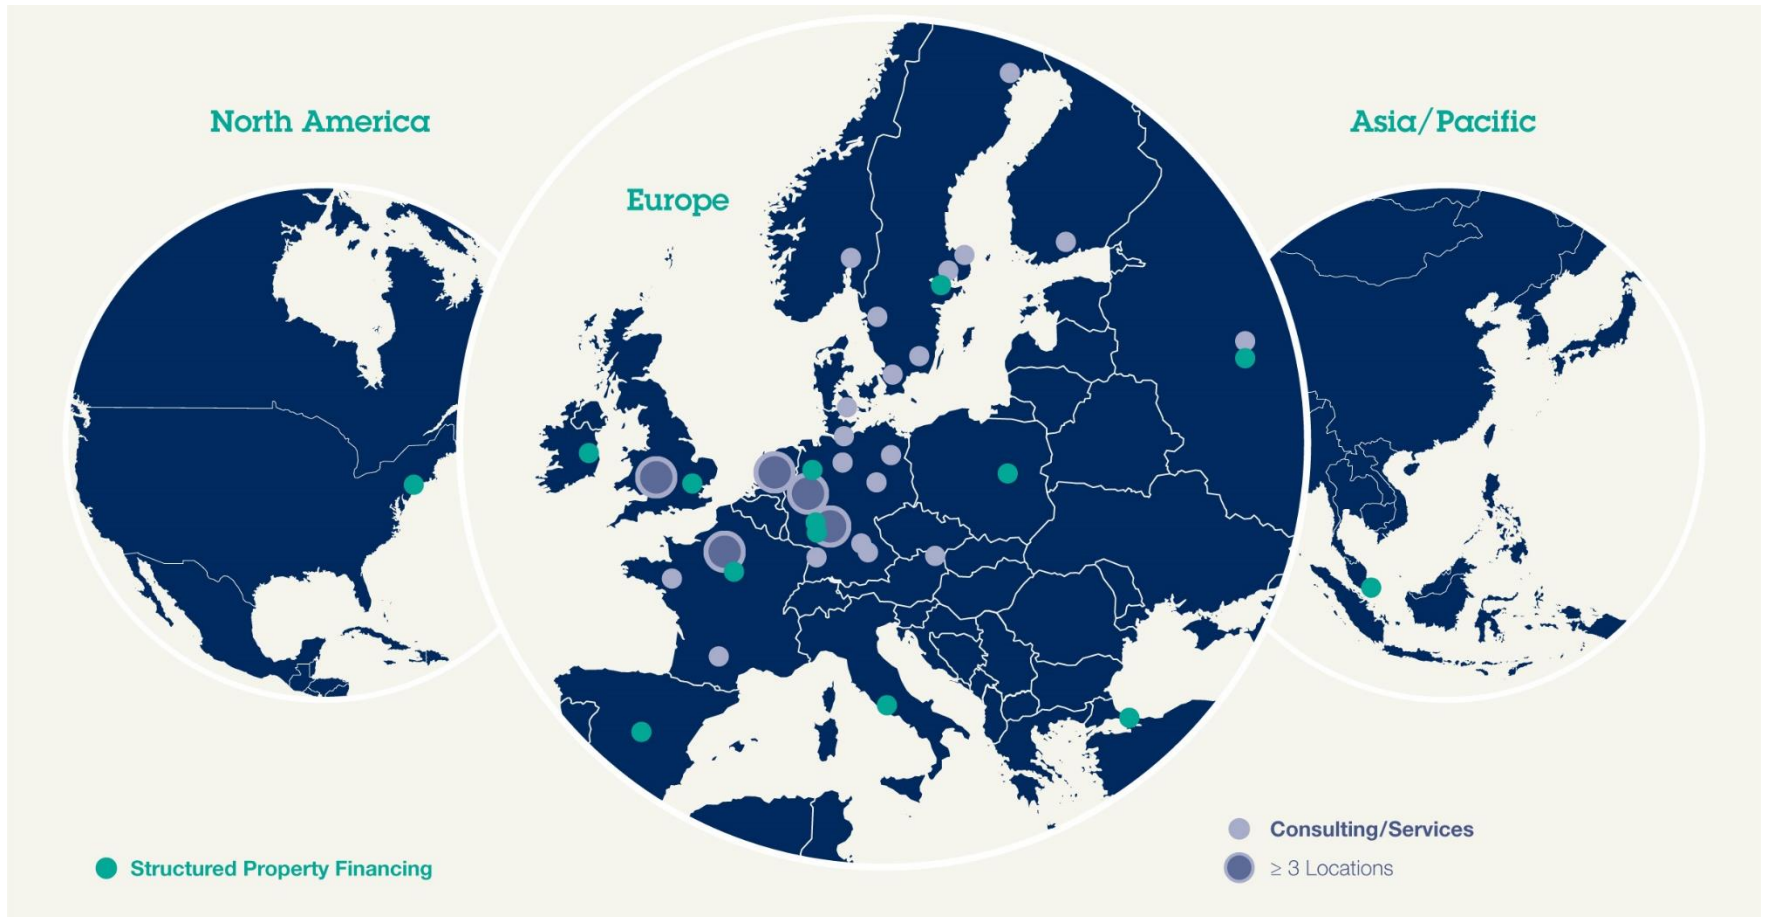 North America
Europe
Asia/Pacific
Structured Property Financing
Consulting/Services
≥ 3 Locations